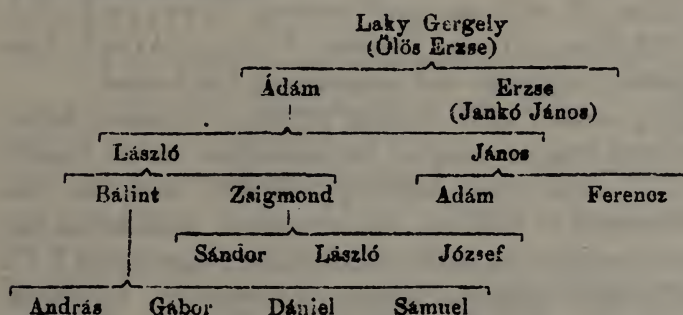 Laky Gergely
(Ölös Erzse)
Ádám Erzse
(Jankó János)
László János
Bálint Zsigmond Adám Ferencz
Sándor László József
András Gábor Dániel Sámuel